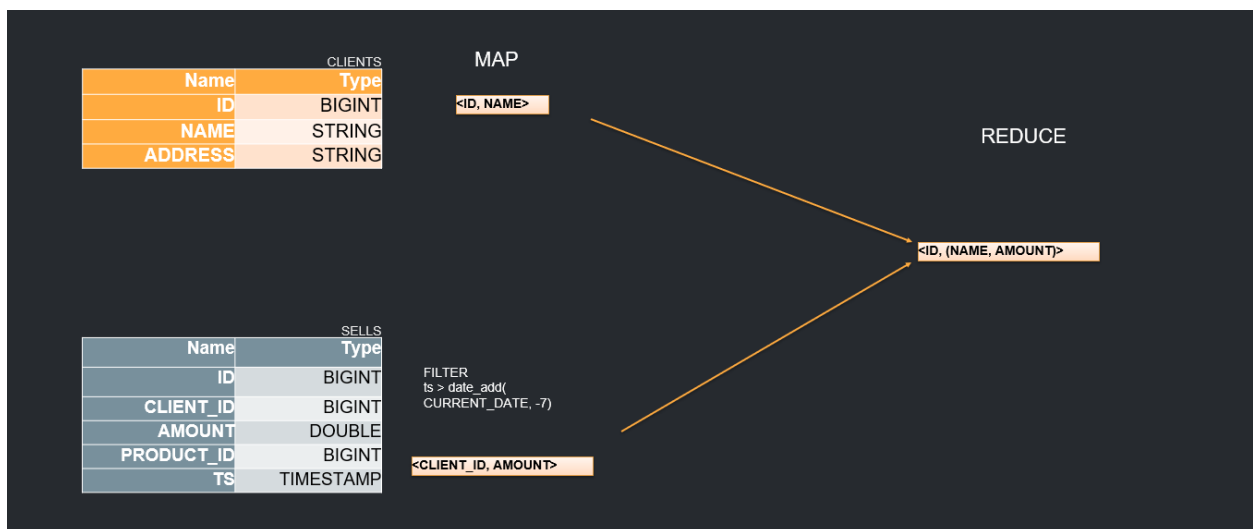 CLIENTS
Name Type
ID BIGINT
NAME STRING
ADDRESS STRING
MAP
<ID, NAME>
REDUCE
<ID, (NAME, AMOUNT)>
SELLS
Name Type
ID BIGINT
CLIENT_ID BIGINT
AMOUNT DOUBLE
PRODUCT_ID BIGINT
TS TIMESTAMP
FILTER
ts > date_add(
CURRENT_DATE, -7)
<CLIENT_ID, AMOUNT>